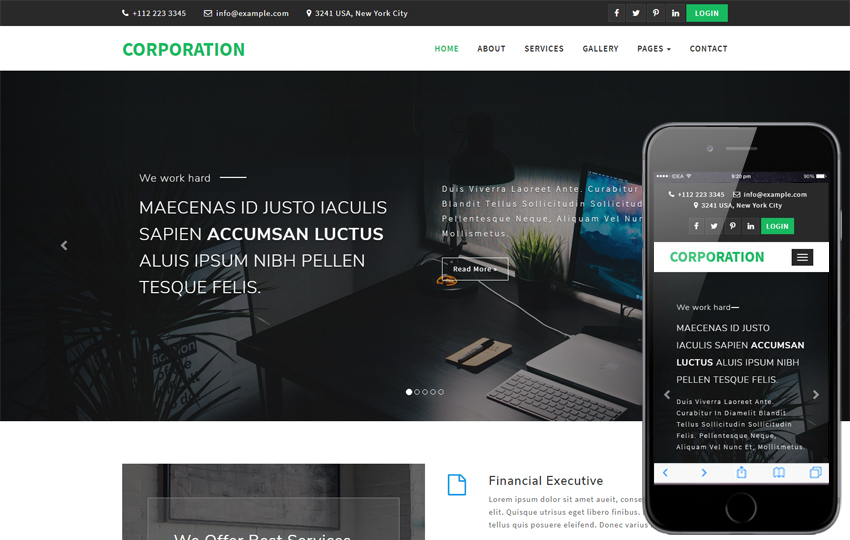 +112 223 3345 info@example.com 3241 USA, New York City LOGIN
CORPORATION
HOME ABOUT SERVICES GALLERY PAGES CONTACT
We work hard
MAECENAS ID JUSTO IACULIS
SAPIEN ACCUMSAN LUCTUS
ALUIS IPSUM NIBH PELLEN
TESQUE FELIS.
Duis Viverra Laoreet Ante. Curabitur
Blandit Tellus Sollicitudin Sollicitud
Pellentesque Neque, Aliquam Vel Nun
Mollismetus.
Read More »
We Offer Best Services
Financial Executive
Lorem ipsum dolor sit amet aueit, conse
elit. Quisque utrisus eget libero finibus.
tellus quis posuere eleifend. Donec varius
IDEA 9:20 pm 90%
+112 223 3345 info@example.com
3241 USA, New York City
LOGIN
CORPORATION
We work hard
MAECENAS ID JUSTO
IACULIS SAPIEN ACCUMSAN
LUCTUS ALUIS IPSUM NIBH
PELLEN TESQUE FELIS.
Duis Viverra Laoreet Ante.
Curabitur In Diamelit Blandit
Tellus Sollicitudin Sollicitudin
Felis. Pellentesque Neque,
Aliquam Vel Nunc Et, Mollismetus.